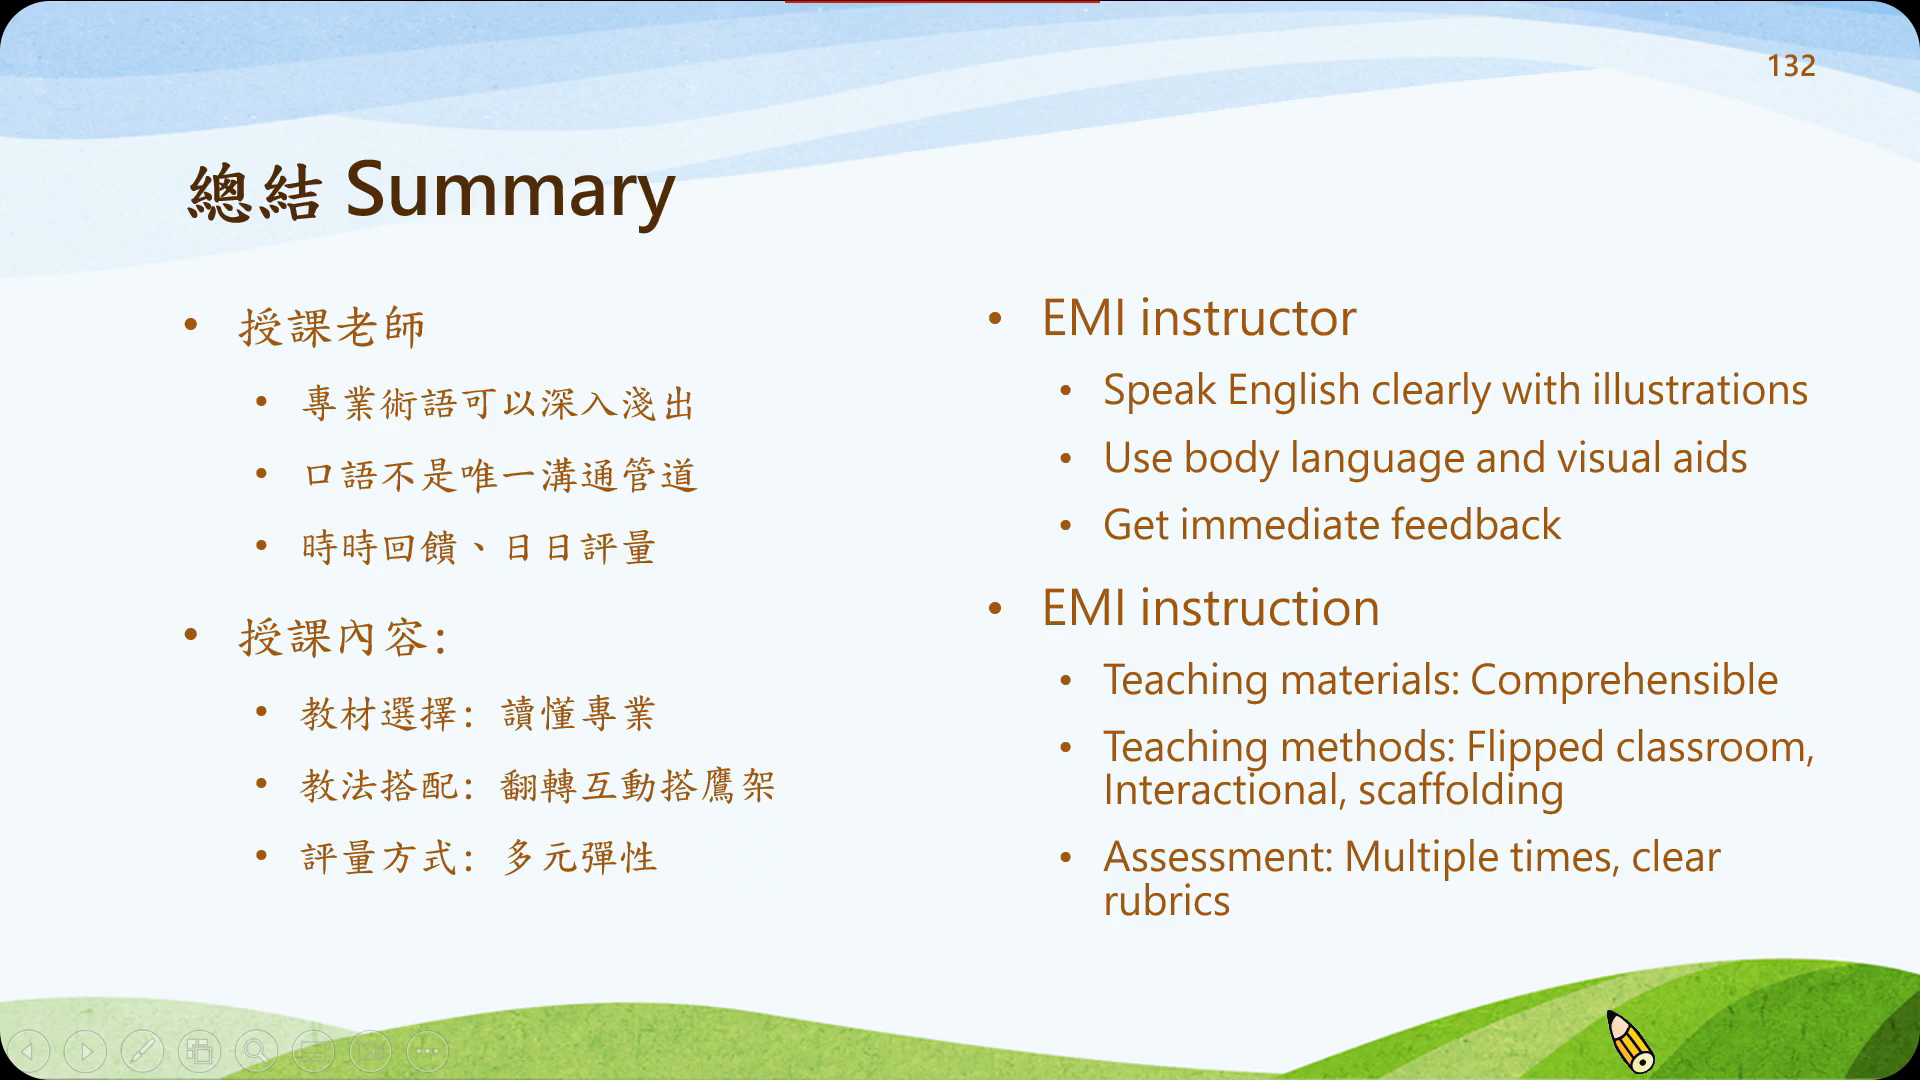 132
總結 Summary
• 授課老師
• 專業術語可以深入淺出
• 口語不是唯一溝通管道
• 時時回饋、日日評量
• 授課內容:
• 教材選擇: 讀懂專業
• 教法搭配: 翻轉互動搭鷹架
• 評量方式: 多元彈性
• EMI instructor
• Speak English clearly with illustrations
• Use body language and visual aids
• Get immediate feedback
• EMI instruction
• Teaching materials: Comprehensible
• Teaching methods: Flipped classroom,
Interactional, scaffolding
• Assessment: Multiple times, clear
rubrics